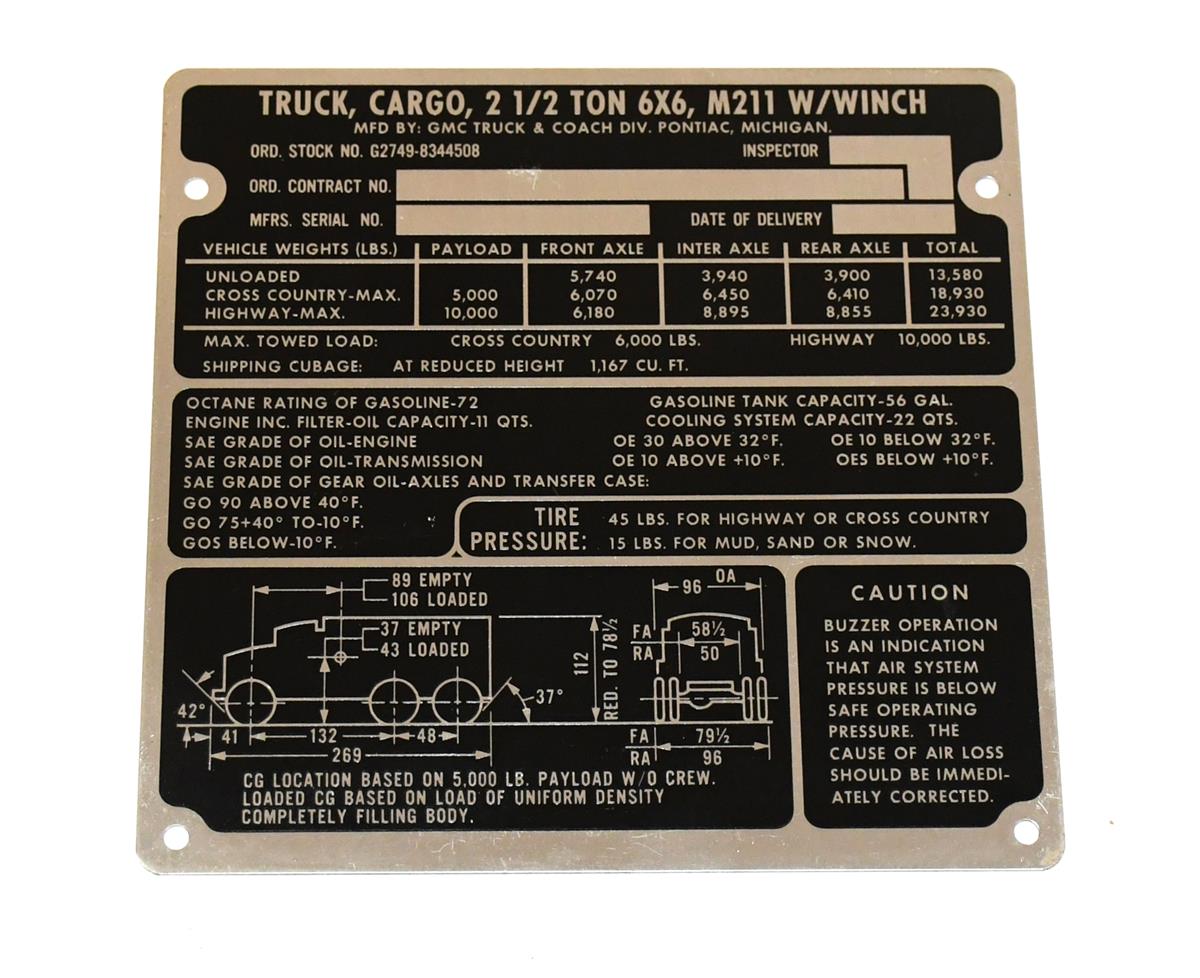 TRUCK, CARGO, 2 1/2 TON 6X6, M211 W/WINCH
MFD BY: GMC TRUCK & COACH DIV. PONTIAC, MICHIGAN.
ORD. STOCK NO. G2749-8344508 INSPECTOR
ORD. CONTRACT NO.
MFRS. SERIAL NO. DATE OF DELIVERY
VEHICLE WEIGHTS (LBS.) PAYLOAD FRONT AXLE INTER AXLE REAR AXLE TOTAL
UNLOADED 5,740 3,940 3,900 13,580
CROSS COUNTRY-MAX. 5,000 6,070 6,450 6,410 18,930
HIGHWAY-MAX. 10,000 6,180 8,895 8,855 23,930
MAX. TOWED LOAD: CROSS COUNTRY 6,000 LBS. HIGHWAY 10,000 LBS.
SHIPPING CUBAGE: AT REDUCED HEIGHT 1,167 CU. FT.
OCTANE RATING OF GASOLINE-72 GASOLINE TANK CAPACITY-56 GAL.
ENGINE INC. FILTER-OIL CAPACITY-11 QTS. COOLING SYSTEM CAPACITY-22 QTS.
SAE GRADE OF OIL-ENGINE OE 30 ABOVE 32°F. OE 10 BELOW 32°F.
SAE GRADE OF OIL-TRANSMISSION OE 10 ABOVE +10°F. OES BELOW +10°F.
SAE GRADE OF GEAR OIL-AXLES AND TRANSFER CASE:
GO 90 ABOVE 40°F.
GO 75+40° TO-10°F.
GOS BELOW-10°F.
TIRE PRESSURE:
45 LBS. FOR HIGHWAY OR CROSS COUNTRY
15 LBS. FOR MUD, SAND OR SNOW.
89 EMPTY
106 LOADED
37 EMPTY
43 LOADED
112
RED. TO 78½
42°
37°
41 132 48
269
OA
96
FA 58½
RA 50
FA 79½
RA 96
CG LOCATION BASED ON 5,000 LB. PAYLOAD W/O CREW.
LOADED CG BASED ON LOAD OF UNIFORM DENSITY
COMPLETELY FILLING BODY.
CAUTION
BUZZER OPERATION
IS AN INDICATION
THAT AIR SYSTEM
PRESSURE IS BELOW
SAFE OPERATING
PRESSURE. THE
CAUSE OF AIR LOSS
SHOULD BE IMMEDI-
ATELY CORRECTED.